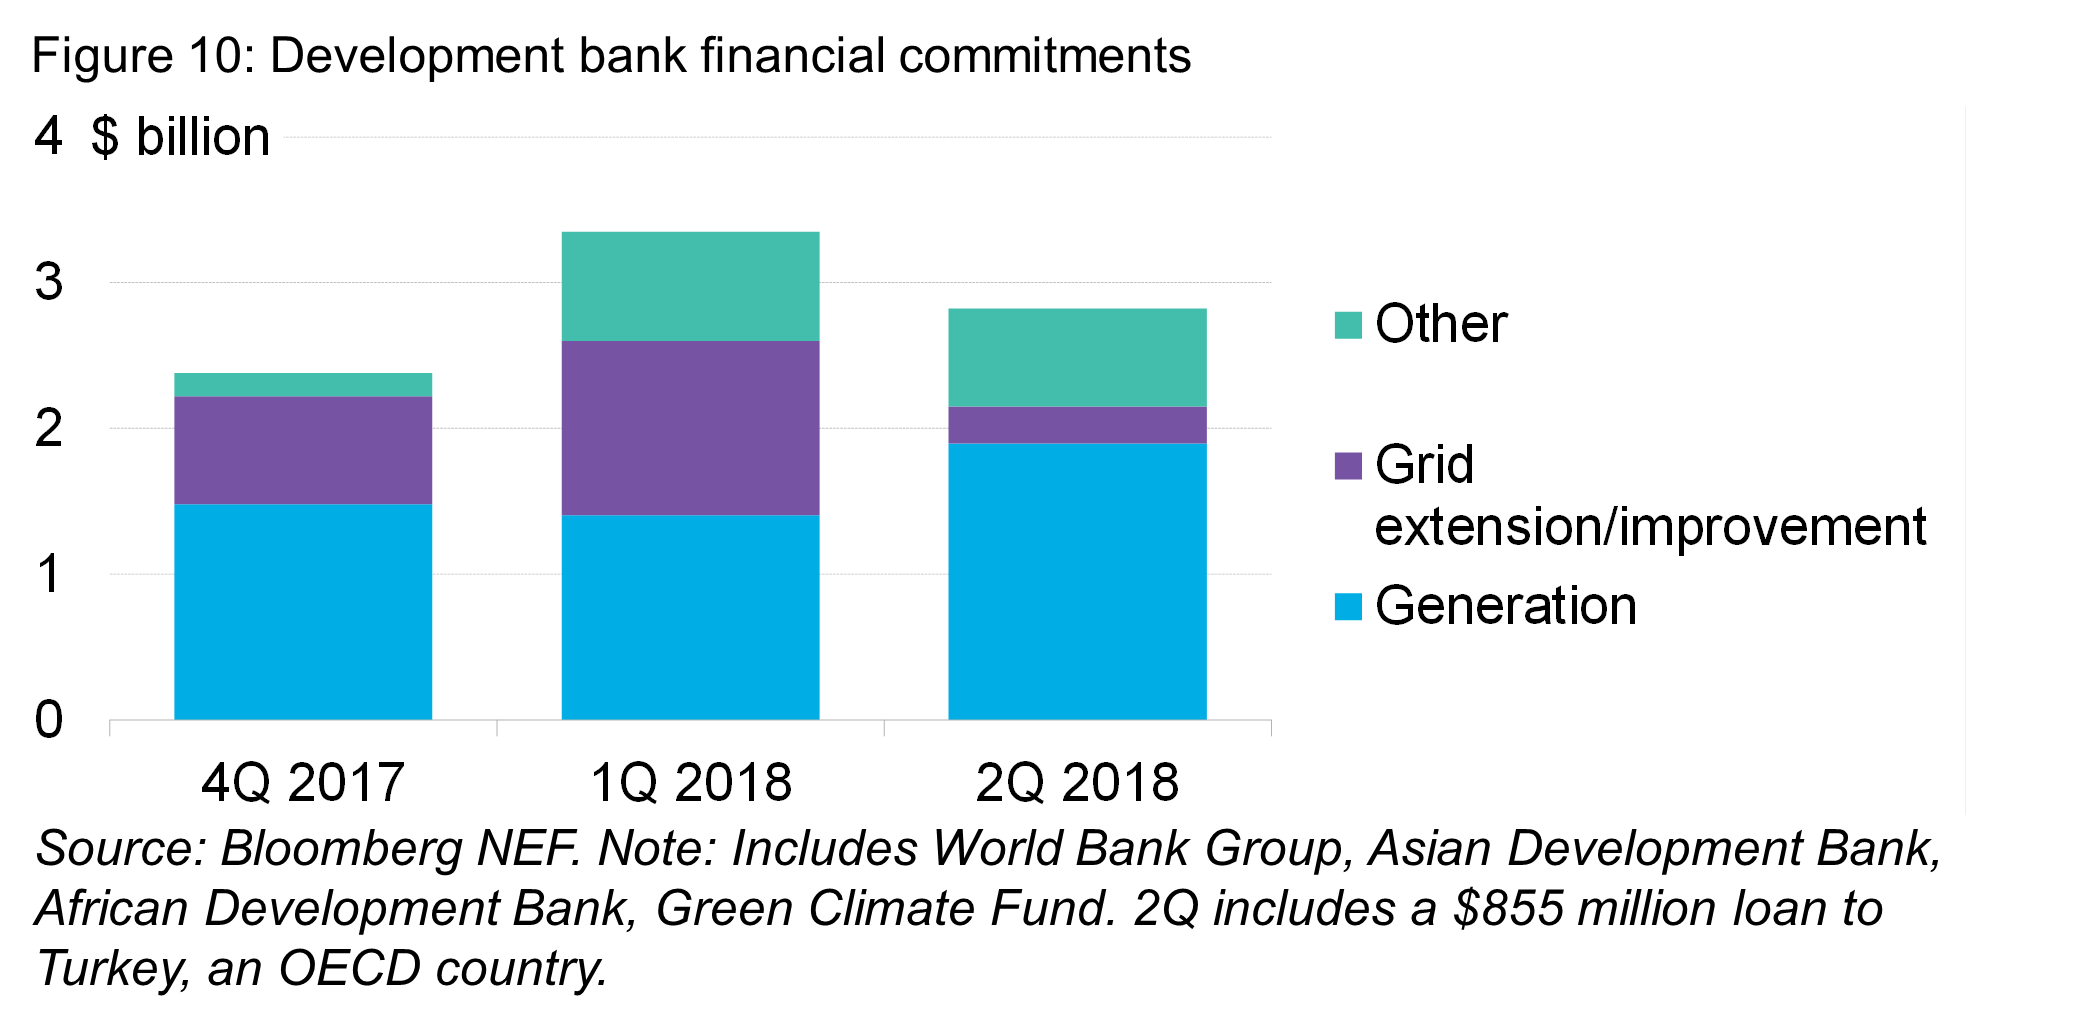 Figure 10: Development bank financial commitments
4 $ billion
3
2
1
0
4Q 2017
1Q 2018
2Q 2018
Other
Grid
extension/improvement
Generation
Source: Bloomberg NEF. Note: Includes World Bank Group, Asian Development Bank,
African Development Bank, Green Climate Fund. 2Q includes a $855 million loan to
Turkey, an OECD country.